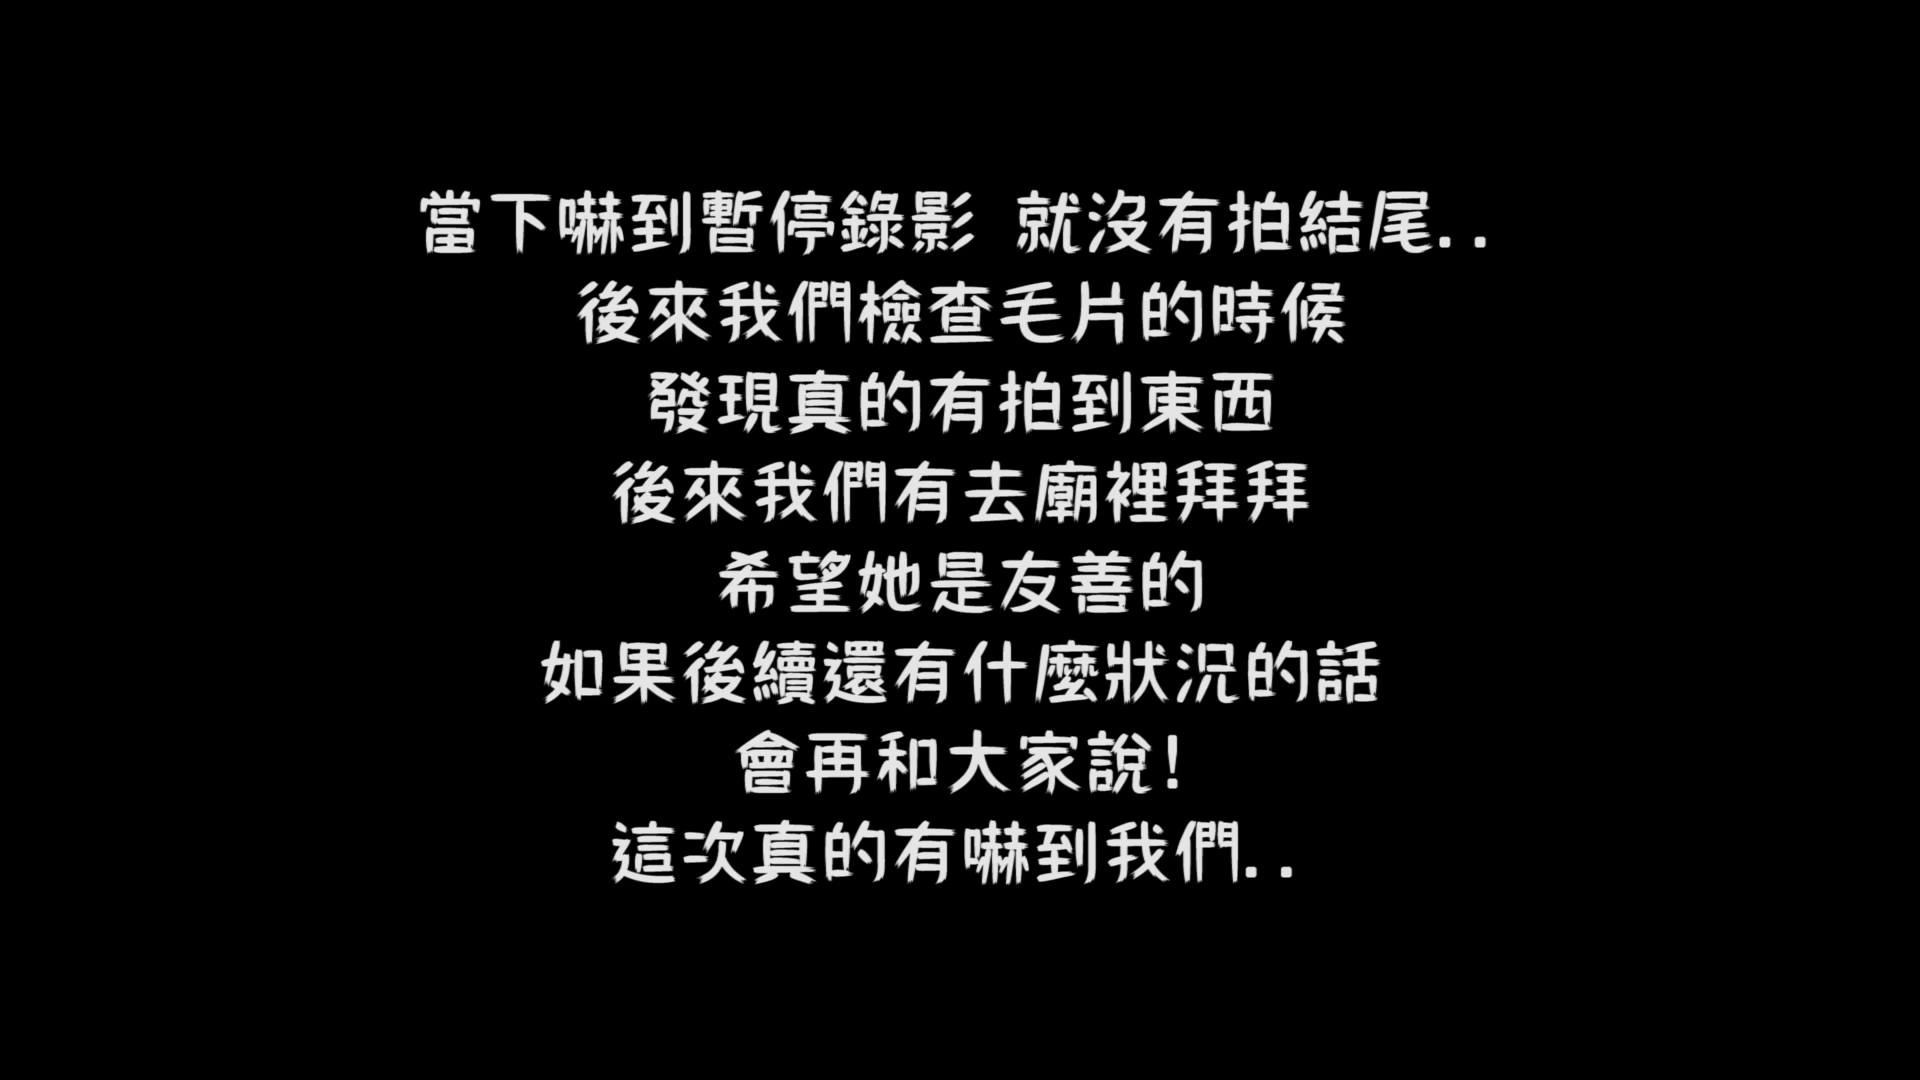 當下嚇到暫停錄影 就沒有拍結尾..
後來我們檢查毛片的時候
發現真的有拍到東西
後來我們有去廟裡拜拜
希望她是友善的
如果後續還有什麼狀況的話
會再和大家說!
這次真的有嚇到我們..